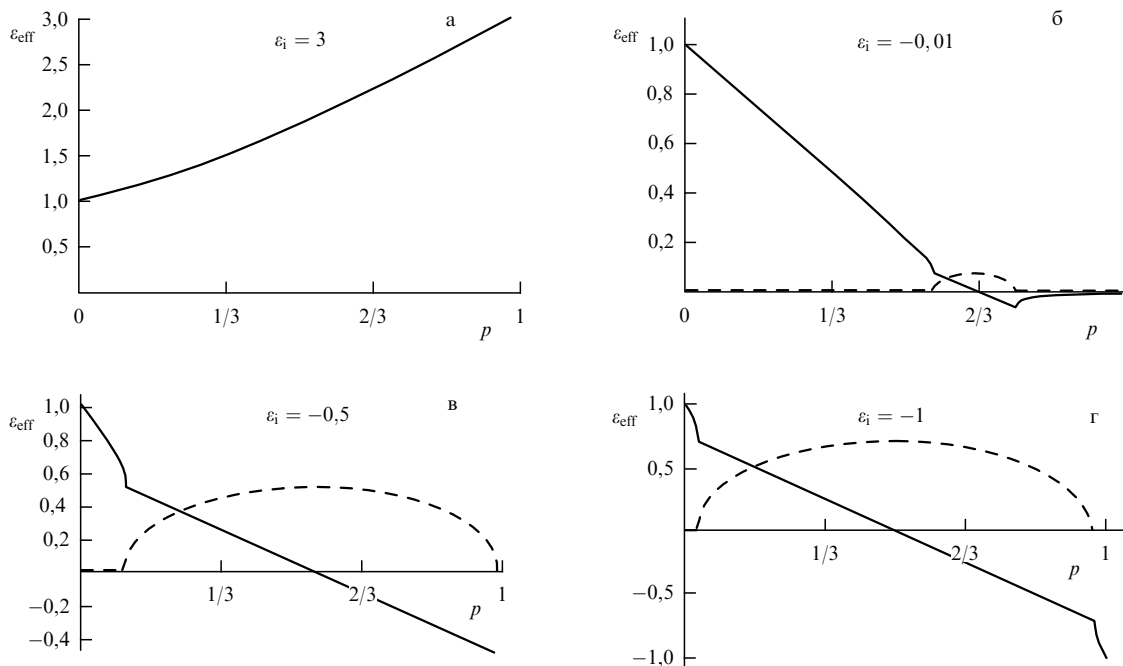 3,0
а
ε_eff
ε_i = 3
2,5
2,0
1,5
1,0
0,5
0
1/3
2/3
1
p
б
ε_eff
ε_i = −0,01
1,0
0,8
0,6
0,4
0,2
0
1/3
2/3
p
1,0
в
ε_eff
ε_i = −0,5
0,8
0,6
0,4
0,2
1/3
2/3
p
1
−0,2
−0,4
1,0
ε_eff
ε_i = −1
г
0,5
1/3
2/3
p
1
−0,5
−1,0